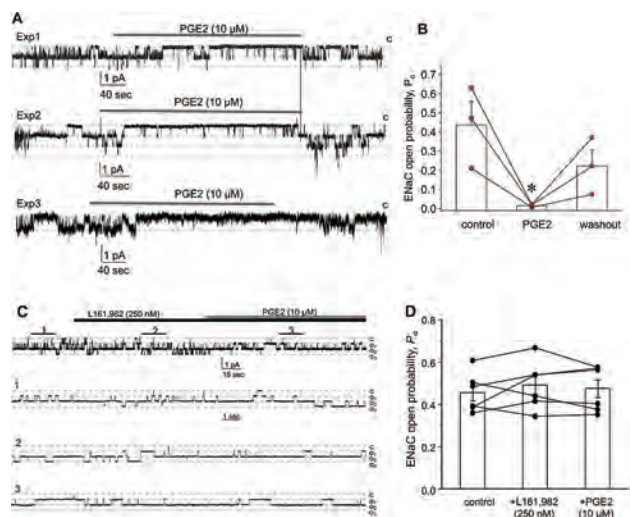 A
PGE2 (10 µM)
Exp1
c
1 pA
40 sec
PGE2 (10 µM)
Exp2
c
1 pA
40 sec
PGE2 (10 µM)
Exp3
c
1 pA
40 sec
B
ENaC open probability, Po
0.7
0.6
0.5
0.4
0.3
0.2
0.1
0.0
*
control
PGE2
washout
C
L161,982 (250 nM)
PGE2 (10 µM)
1
2
3
1 pA
1 sec
2
3
D
ENaC open probability, Po
0.8
0.6
0.4
0.2
0.0
control
+L161,982
(250 nM)
+PGE2
(10 µM)